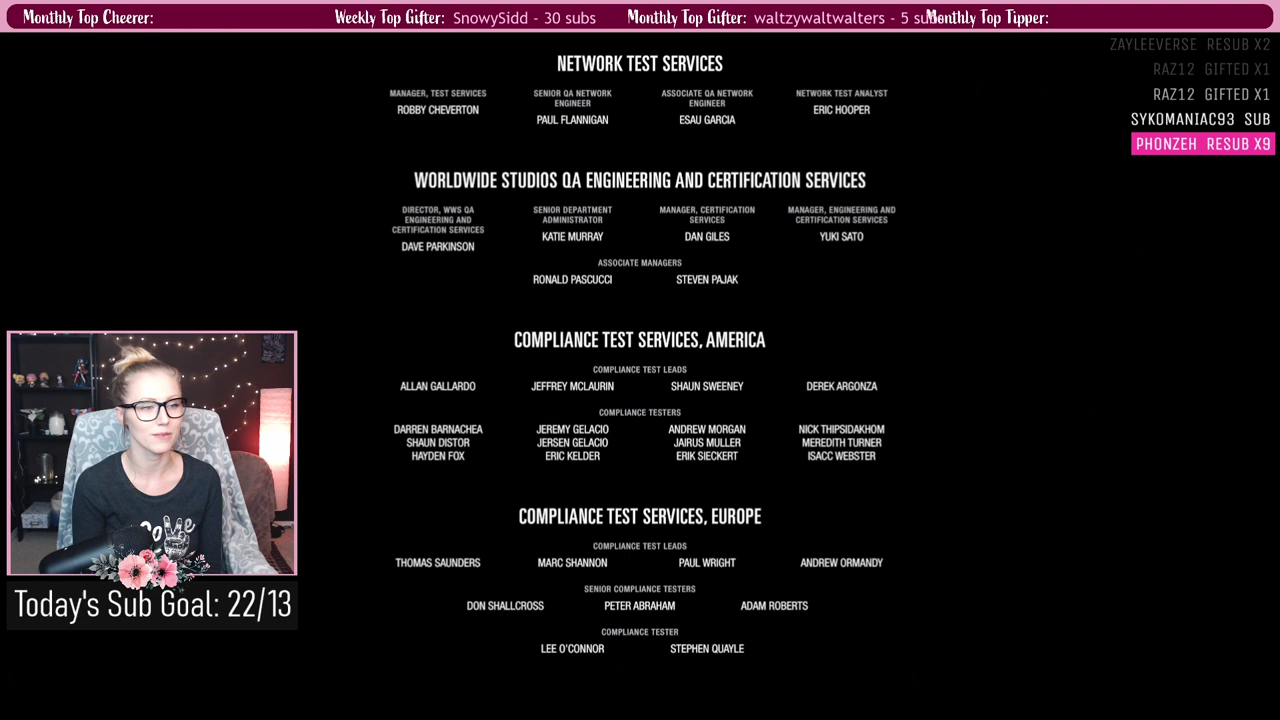 Monthly Top Cheerer:
Weekly Top Gifter: SnowySidd - 30 subs
Monthly Top Gifter: waltzywaltwalters - 5 su
Monthly Top Tipper:
ZAYLEEVERSE RESUB X2
RAZ12 GIFTED X1
RAZ12 GIFTED X1
SYKOMANIAC93 SUB
PHONZEH RESUB X9
NETWORK TEST SERVICES
MANAGER, TEST SERVICES
ROBBY CHEVERTON
SENIOR QA NETWORK
ENGINEER
PAUL FLANNIGAN
ASSOCIATE QA NETWORK
ENGINEER
ESAU GARCIA
NETWORK TEST ANALYST
ERIC HOOPER
WORLDWIDE STUDIOS QA ENGINEERING AND CERTIFICATION SERVICES
DIRECTOR, WWS QA
ENGINEERING AND
CERTIFICATION SERVICES
DAVE PARKINSON
SENIOR DEPARTMENT
ADMINISTRATOR
KATIE MURRAY
MANAGER, CERTIFICATION
SERVICES
DAN GILES
MANAGER, ENGINEERING AND
CERTIFICATION SERVICES
YUKI SATO
ASSOCIATE MANAGERS
RONALD PASCUCCI STEVEN PAJAK
COMPLIANCE TEST SERVICES, AMERICA
COMPLIANCE TEST LEADS
ALLAN GALLARDO JEFFREY MCLAURIN SHAUN SWEENEY DEREK ARGONZA
COMPLIANCE TESTERS
DARREN BARNACHEA JEREMY GELACIO ANDREW MORGAN NICK THIPSIDAKHOM
SHAUN DISTOR JERSEN GELACIO JAIRUS MULLER MEREDITH TURNER
HAYDEN FOX ERIC KELDER ERIK SIECKERT ISACC WEBSTER
COMPLIANCE TEST SERVICES, EUROPE
COMPLIANCE TEST LEADS
THOMAS SAUNDERS MARC SHANNON PAUL WRIGHT ANDREW ORMANDY
SENIOR COMPLIANCE TESTERS
DON SHALLCROSS PETER ABRAHAM ADAM ROBERTS
COMPLIANCE TESTER
LEE O'CONNOR STEPHEN QUAYLE
Today's Sub Goal: 22/13